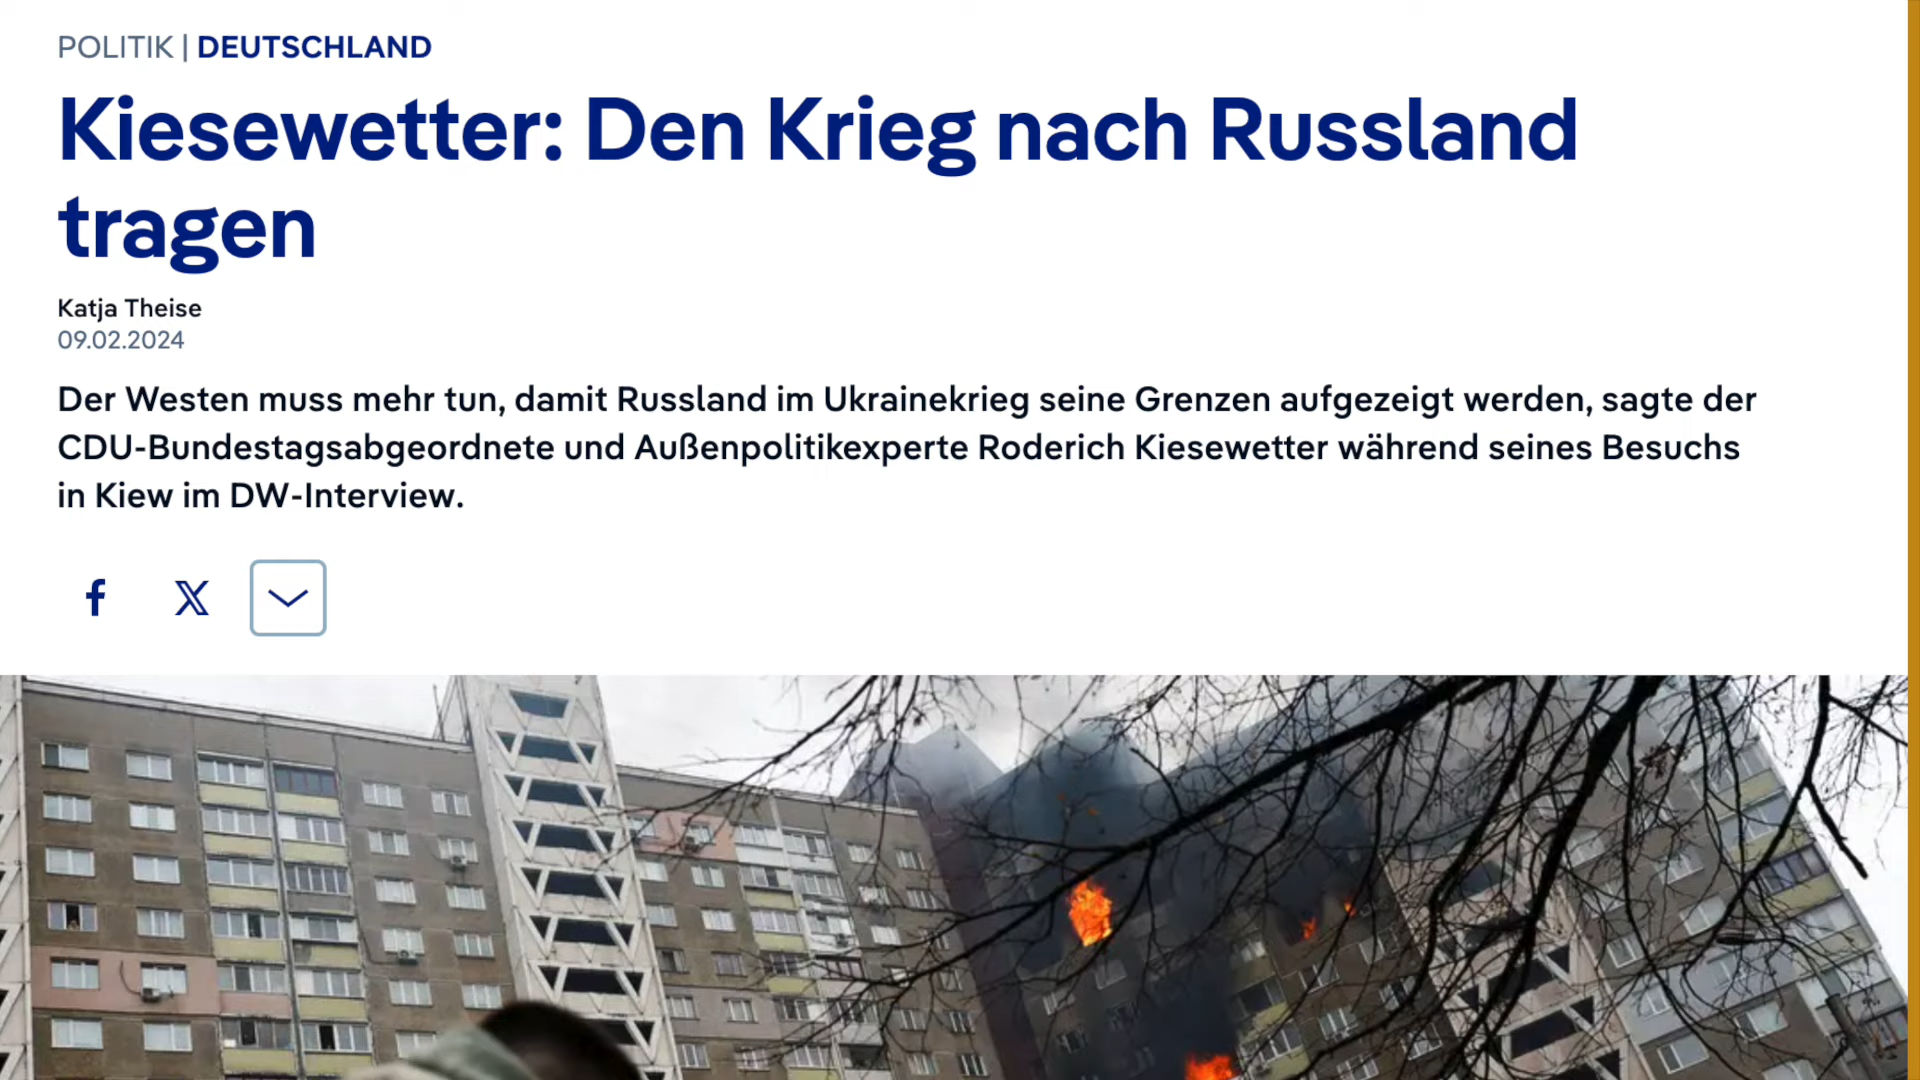 POLITIK | DEUTSCHLAND
Kiesewetter: Den Krieg nach Russland
tragen
Katja Theise
09.02.2024
Der Westen muss mehr tun, damit Russland im Ukrainekrieg seine Grenzen aufgezeigt werden, sagte der
CDU-Bundestagsabgeordnete und Außenpolitikexperte Roderich Kiesewetter während seines Besuchs
in Kiew im DW-Interview.